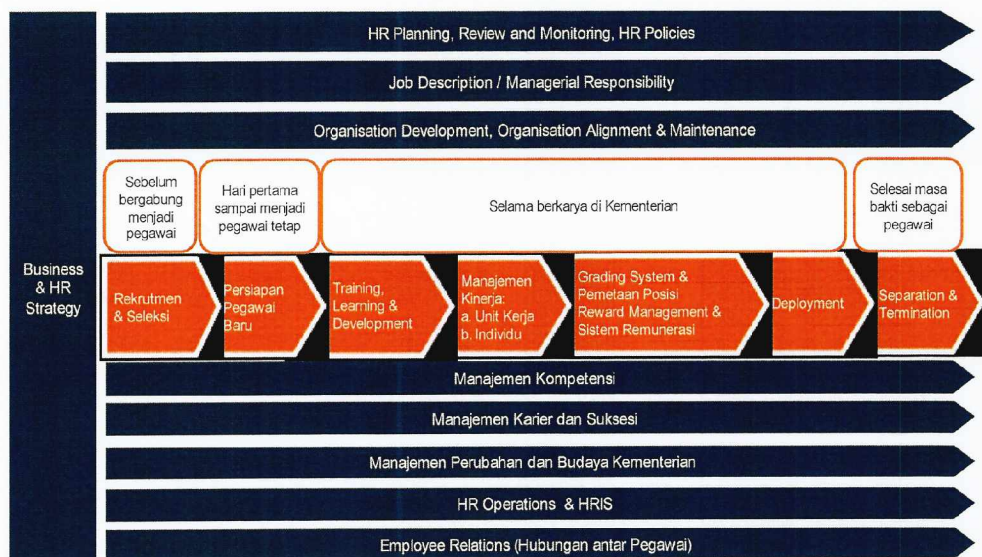 HR Planning, Review and Monitoring, HR Policies
Job Description / Managerial Responsibility
Organisation Development, Organisation Alignment & Maintenance
Sebelum
bergabung
menjadi
pegawai
Hari pertama
sampai menjadi
pegawai tetap
Selama berkarya di Kementerian
Selesai masa
bakti sebagai
pegawai
Business
& HR
Strategy
Rekrutmen
& Seleksi
Persiapan
Pegawai
Baru
Training,
Learning &
Development
Manajemen
Kinerja:
a. Unit Kerja
b. Individu
Grading System &
Pemetaan Posisi
Reward Management &
Sistem Remunerasi
Deployment
Separation &
Termination
Manajemen Kompetensi
Manajemen Karier dan Suksesi
Manajemen Perubahan dan Budaya Kementerian
HR Operations & HRIS
Employee Relations (Hubungan antar Pegawai)